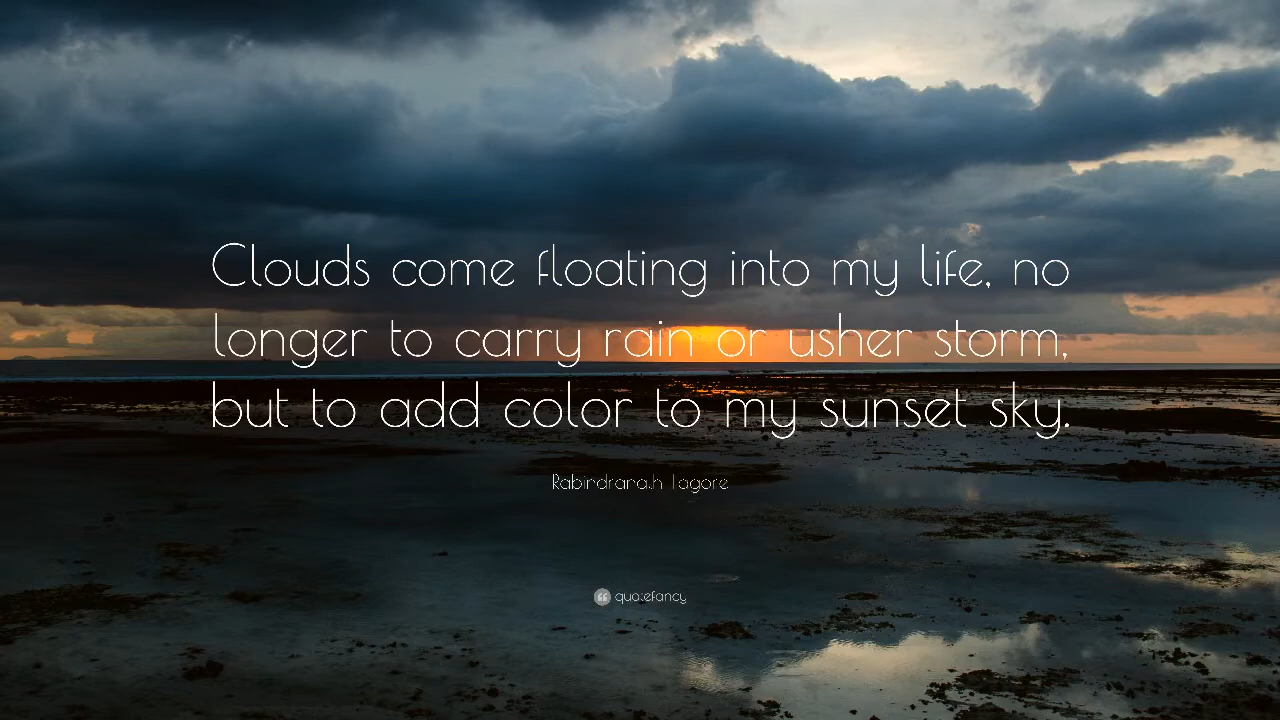 Clouds come floating into my life, no
longer to carry rain or usher storm,
but to add color to my sunset sky.
Rabindranath Tagore
quotefancy